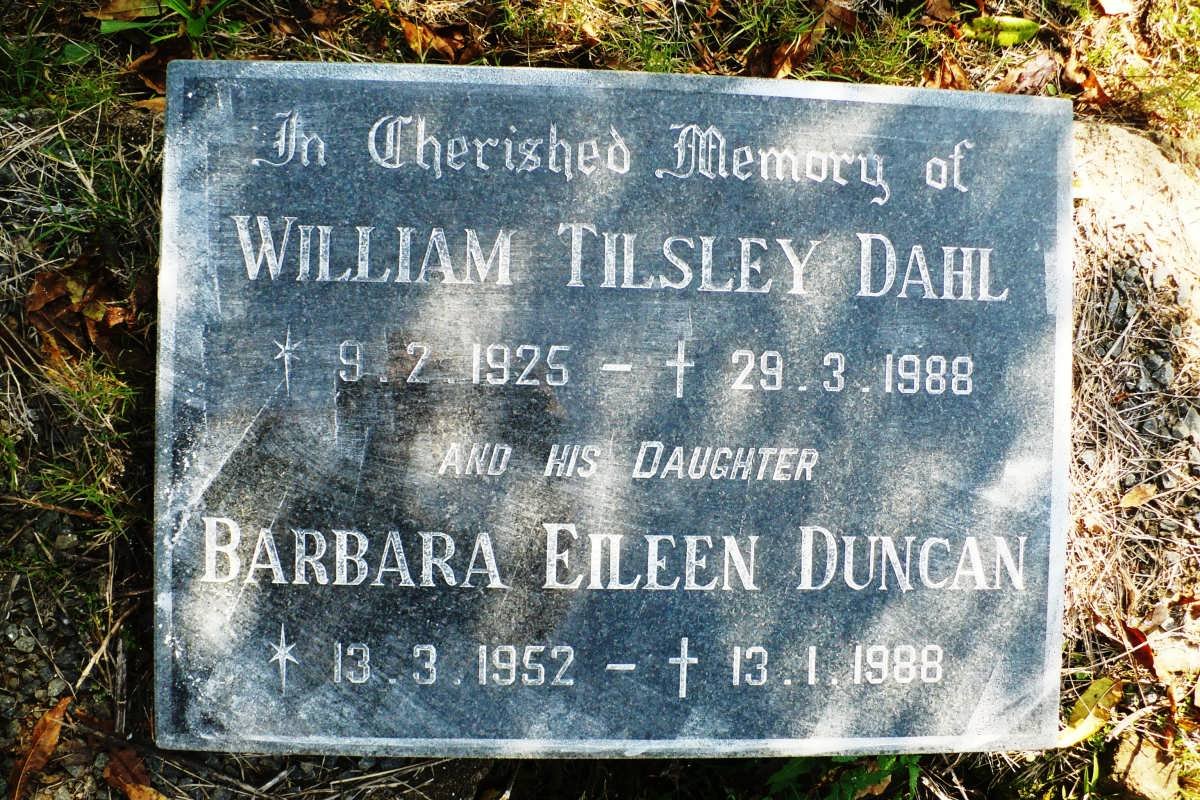 In Cherished Memory of
WILLIAM TILSLEY DAHL
* 9.2.1925 – † 29.3.1988
AND HIS DAUGHTER
BARBARA EILEEN DUNCAN
* 13.3.1952 – † 13.1.1988